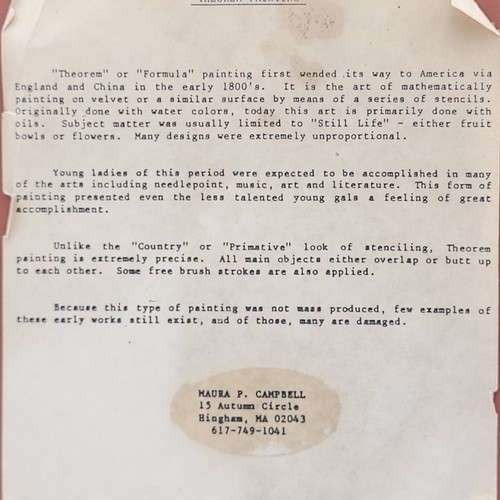 THEOREM PAINTING
"Theorem" or "Formula" painting first wended its way to America via
England and China in the early 1800's. It is the art of mathematically
painting on velvet or a similar surface by means of a series of stencils.
Originally done with water colors, today this art is primarily done with
oils. Subject matter was usually limited to "Still Life" - either fruit
bowls or flowers. Many designs were extremely unproportional.
Young ladies of this period were expected to be accomplished in many
of the arts including needlepoint, music, art and literature. This form of
painting presented even the less talented young gals a feeling of great
accomplishment.
Unlike the "Country" or "Primative" look of stenciling, Theorem
painting is extremely precise. All main objects either overlap or butt up
to each other. Some free brush strokes are also applied.
Because this type of painting was not mass produced, few examples of
these early works still exist, and of those, many are damaged.
MAURA P. CAMPBELL
15 Autumn Circle
Hingham, MA 02043
617-749-1041